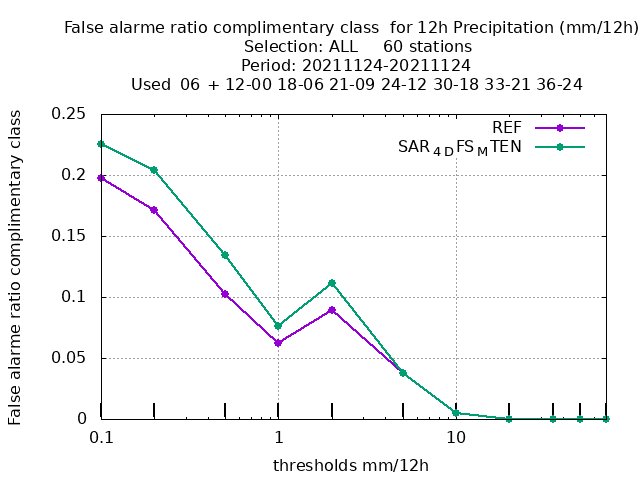 False alarme ratio complimentary class  for 12h Precipitation (mm/12h)
Selection: ALL     60 stations
Period: 20211124-20211124
Used  06 + 12-00 18-06 21-09 24-12 30-18 33-21 36-24
False alarme ratio complimentary class
0.25
0.2
0.15
0.1
0.05
0
REF
SAR4DFSMTEN
0.1
1
10
thresholds mm/12h